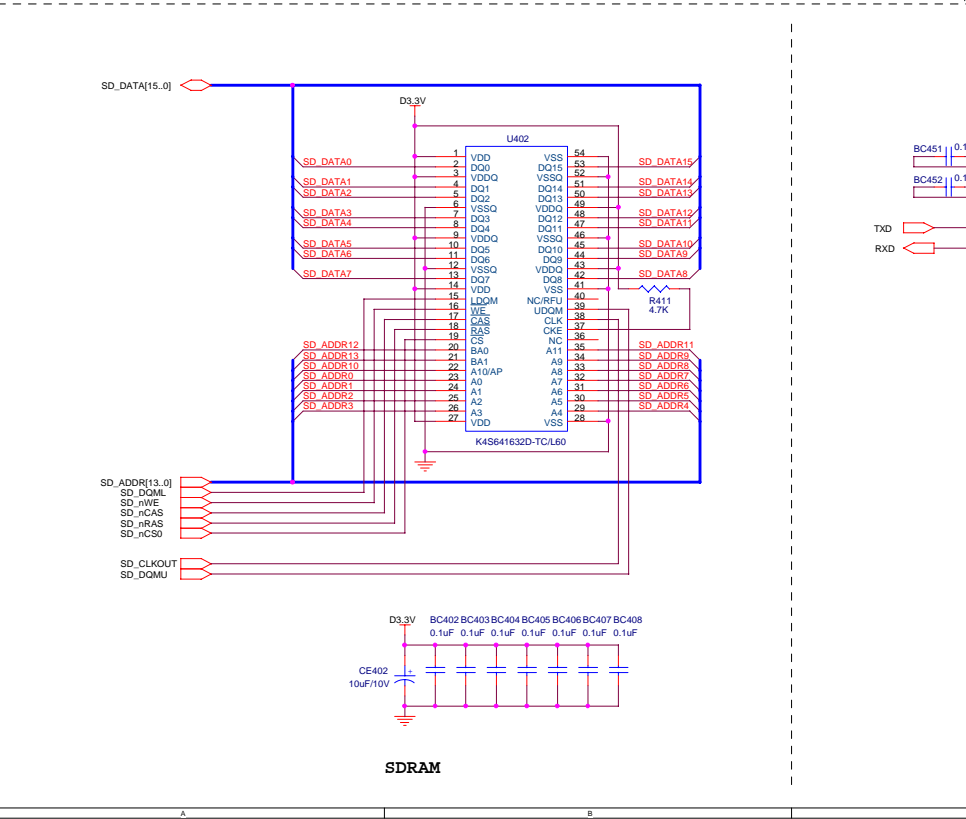 SD_DATA[15..0]
D3.3V
U402
1 VDD VSS 54
SD_DATA0 2 DQ0 DQ15 53 SD_DATA15
3 VDDQ VSSQ 52
SD_DATA1 4 DQ1 DQ14 51 SD_DATA14
SD_DATA2 5 DQ2 DQ13 50 SD_DATA13
6 VSSQ VDDQ 49
SD_DATA3 7 DQ3 DQ12 48 SD_DATA12
SD_DATA4 8 DQ4 DQ11 47 SD_DATA11
9 VDDQ VSSQ 46
SD_DATA5 10 DQ5 DQ10 45 SD_DATA10
SD_DATA6 11 DQ6 DQ9 44 SD_DATA9
12 VSSQ VDDQ 43
SD_DATA7 13 DQ7 DQ8 42 SD_DATA8
14 VDD VSS 41
15 LDQM NC/RFU 40
16 WE UDQM 39
17 CAS CLK 38
18 RAS CKE 37
19 CS NC 36
R411
4.7K
SD_ADDR12 20 BA0 A11 35 SD_ADDR11
SD_ADDR13 21 BA1 A9 34 SD_ADDR9
SD_ADDR10 22 A10/AP A8 33 SD_ADDR8
SD_ADDR0 23 A0 A7 32 SD_ADDR7
SD_ADDR1 24 A1 A6 31 SD_ADDR6
SD_ADDR2 25 A2 A5 30 SD_ADDR5
SD_ADDR3 26 A3 A4 29 SD_ADDR4
27 VDD VSS 28
K4S641632D-TC/L60
SD_ADDR[13..0]
SD_DQML
SD_nWE
SD_nCAS
SD_nRAS
SD_nCS0
SD_CLKOUT
SD_DQMU
D3.3V BC402 BC403 BC404 BC405 BC406 BC407 BC408
0.1uF 0.1uF 0.1uF 0.1uF 0.1uF 0.1uF 0.1uF
CE402 +
10uF/10V
SDRAM
BC451 0.1
BC452 0.1
TXD
RXD
A B